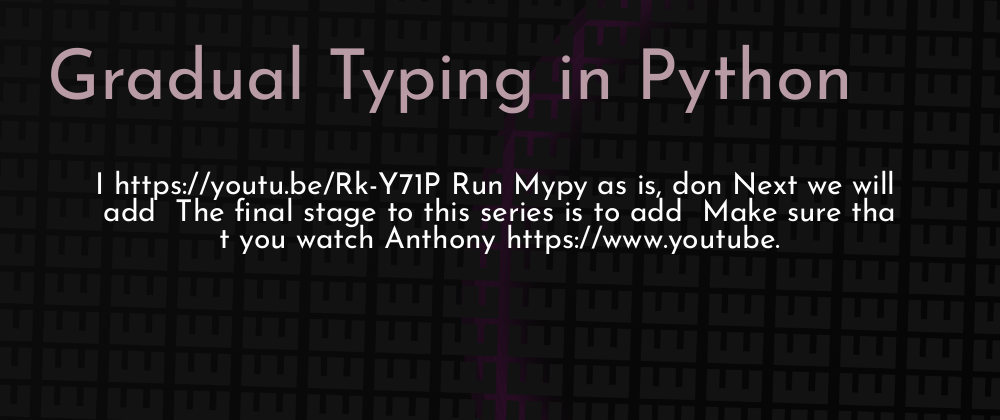 Gradual Typing in Python
I https://youtu.be/Rk-Y71P Run Mypy as is, don Next we will
add  The final stage to this series is to add  Make sure tha
t you watch Anthony https://www.youtube.